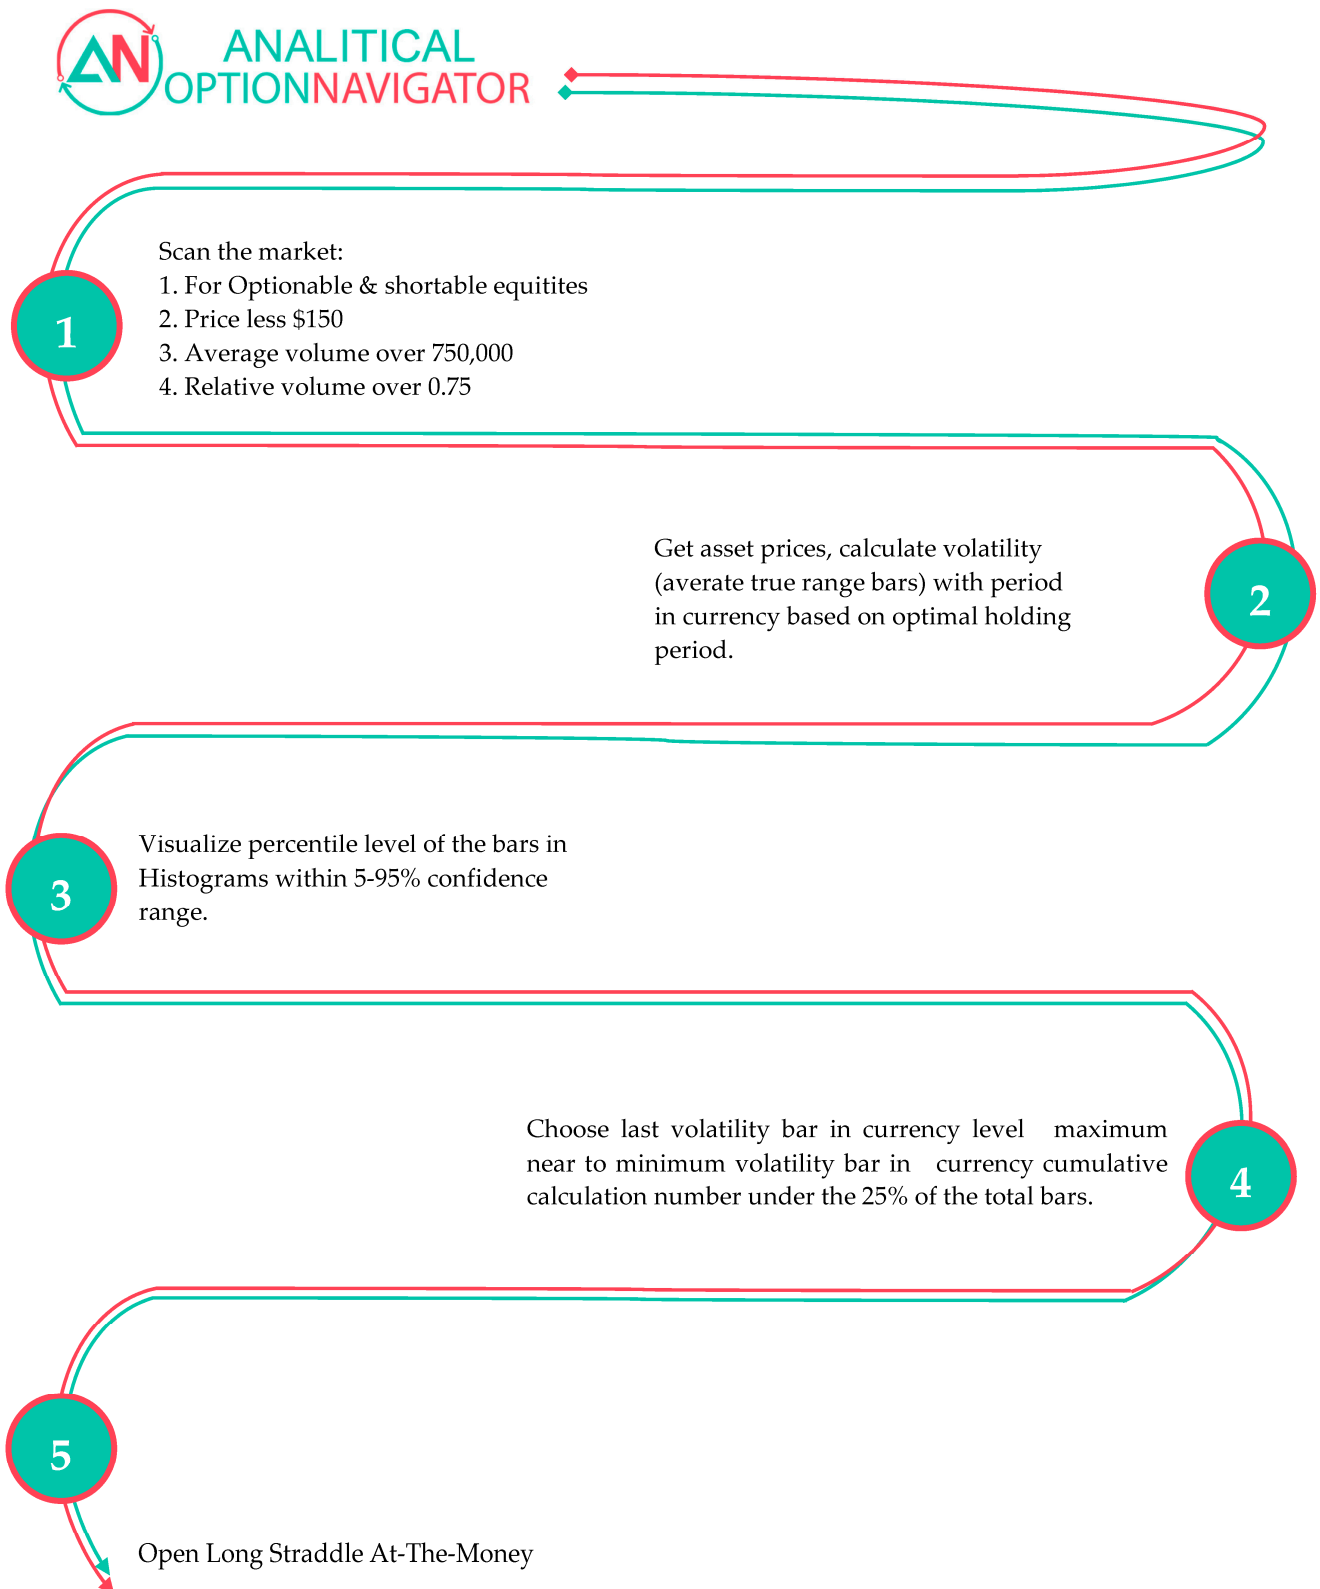 AN
ANALITICAL
OPTIONNAVIGATOR
Scan the market:
1. For Optionable & shortable equitites
2. Price less $150
3. Average volume over 750,000
4. Relative volume over 0.75
1
Get asset prices, calculate volatility
(averate true range bars) with period
in currency based on optimal holding
period.
2
Visualize percentile level of the bars in
Histograms within 5-95% confidence
range.
3
Choose last volatility bar in currency level maximum
near to minimum volatility bar in currency cumulative
calculation number under the 25% of the total bars.
4
5
Open Long Straddle At-The-Money